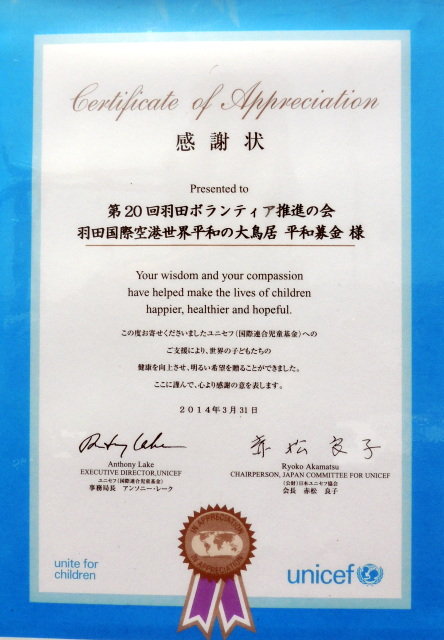 Certificate of Appreciation
感謝状
Presented to
第20回羽田ボランティア推進の会
羽田国際空港世界平和の大鳥居 平和募金 様
Your wisdom and your compassion
have helped make the lives of children
happier, healthier and hopeful.
この度お寄せくださいましたユニセフ(国際連合児童基金)への
ご支援により、世界の子どもたちの
健康を向上させ、明るい希望を贈ることができました。
ここに謹んで、心より感謝の意を表します。
2014年3月31日
Anthony Lake
赤松良子
Anthony Lake
EXECUTIVE DIRECTOR,UNICEF
ユニセフ(国際連合児童基金)
事務局長 アンソニー・レーク
Ryoko Akamatsu
CHAIRPERSON, JAPAN COMMITTEE FOR UNICEF
(公財)日本ユニセフ協会
会長 赤松 良子
IN APPRECIATION
IN APPRECIATION
unite for
children
unicef